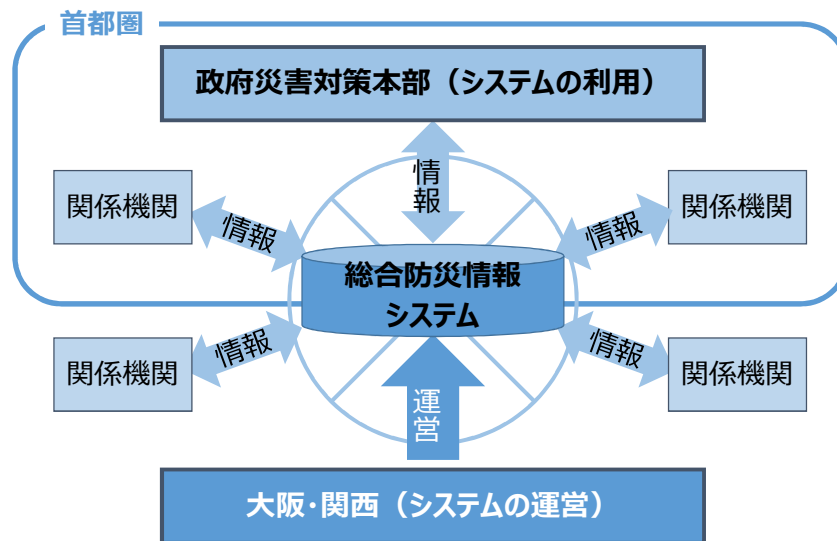 首都圏
政府災害対策本部（システムの利用）
情報
関係機関
情報
情報
関係機関
総合防災情報
システム
関係機関
情報
情報
関係機関
運営
大阪・関西（システムの運営）